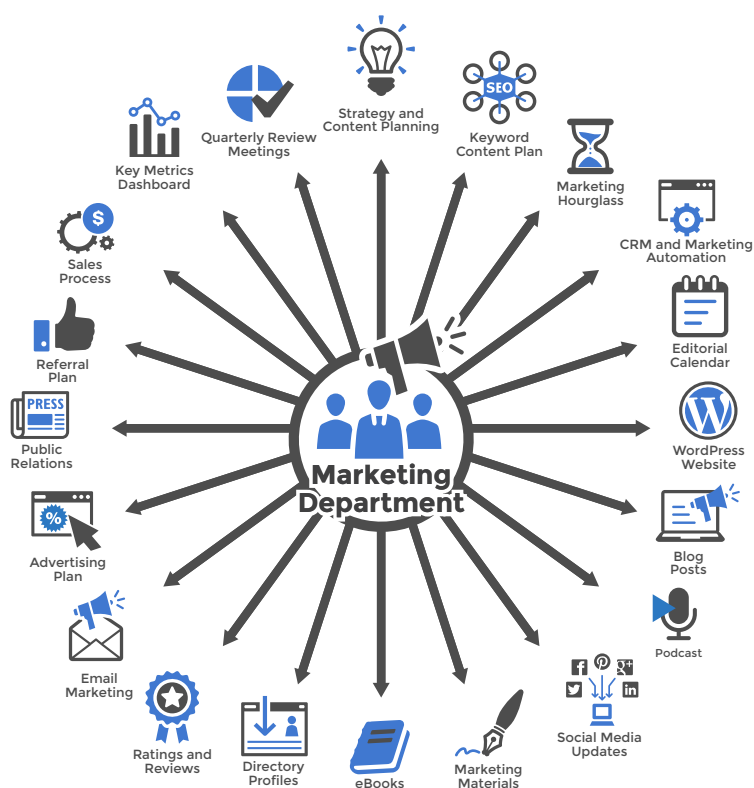 Strategy and
Content Planning
SEO
Keyword
Content Plan
Marketing
Hourglass
CRM and Marketing
Automation
Editorial
Calendar
WordPress
Website
Blog
Posts
Podcast
Social Media
Updates
Marketing
Materials
eBooks
Directory
Profiles
Ratings and
Reviews
Email
Marketing
%
Advertising
Plan
PRESS
Public
Relations
Referral
Plan
$
Sales
Process
Key Metrics
Dashboard
Quarterly Review
Meetings
Marketing
Department
W
f
g+
in